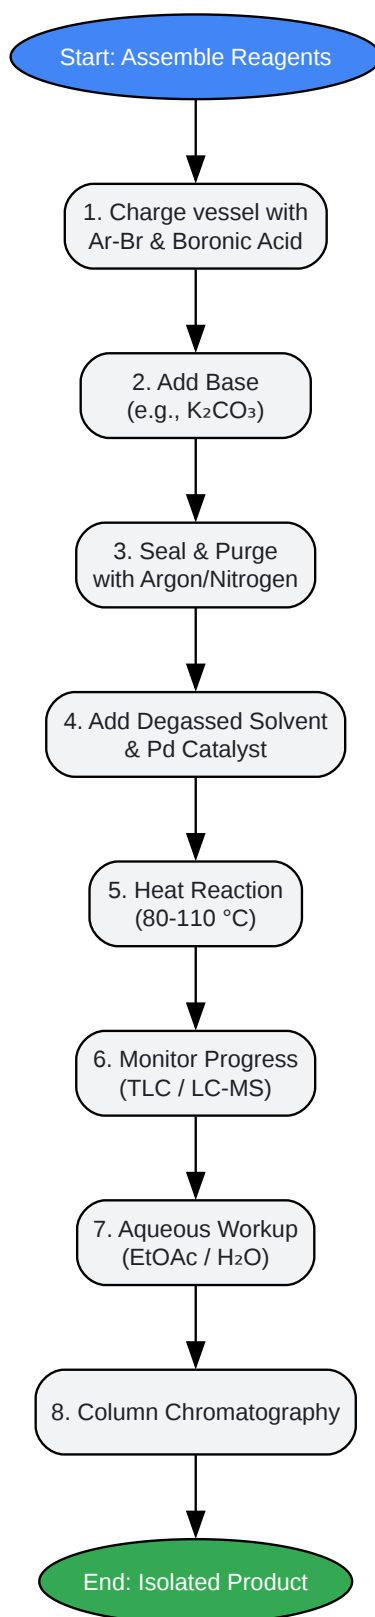 Start: Assemble Reagents
1. Charge vessel with
Ar-Br & Boronic Acid
2. Add Base
(e.g., K₂CO₃)
3. Seal & Purge
with Argon/Nitrogen
4. Add Degassed Solvent
& Pd Catalyst
5. Heat Reaction
(80-110 °C)
6. Monitor Progress
(TLC / LC-MS)
7. Aqueous Workup
(EtOAc / H₂O)
8. Column Chromatography
End: Isolated Product